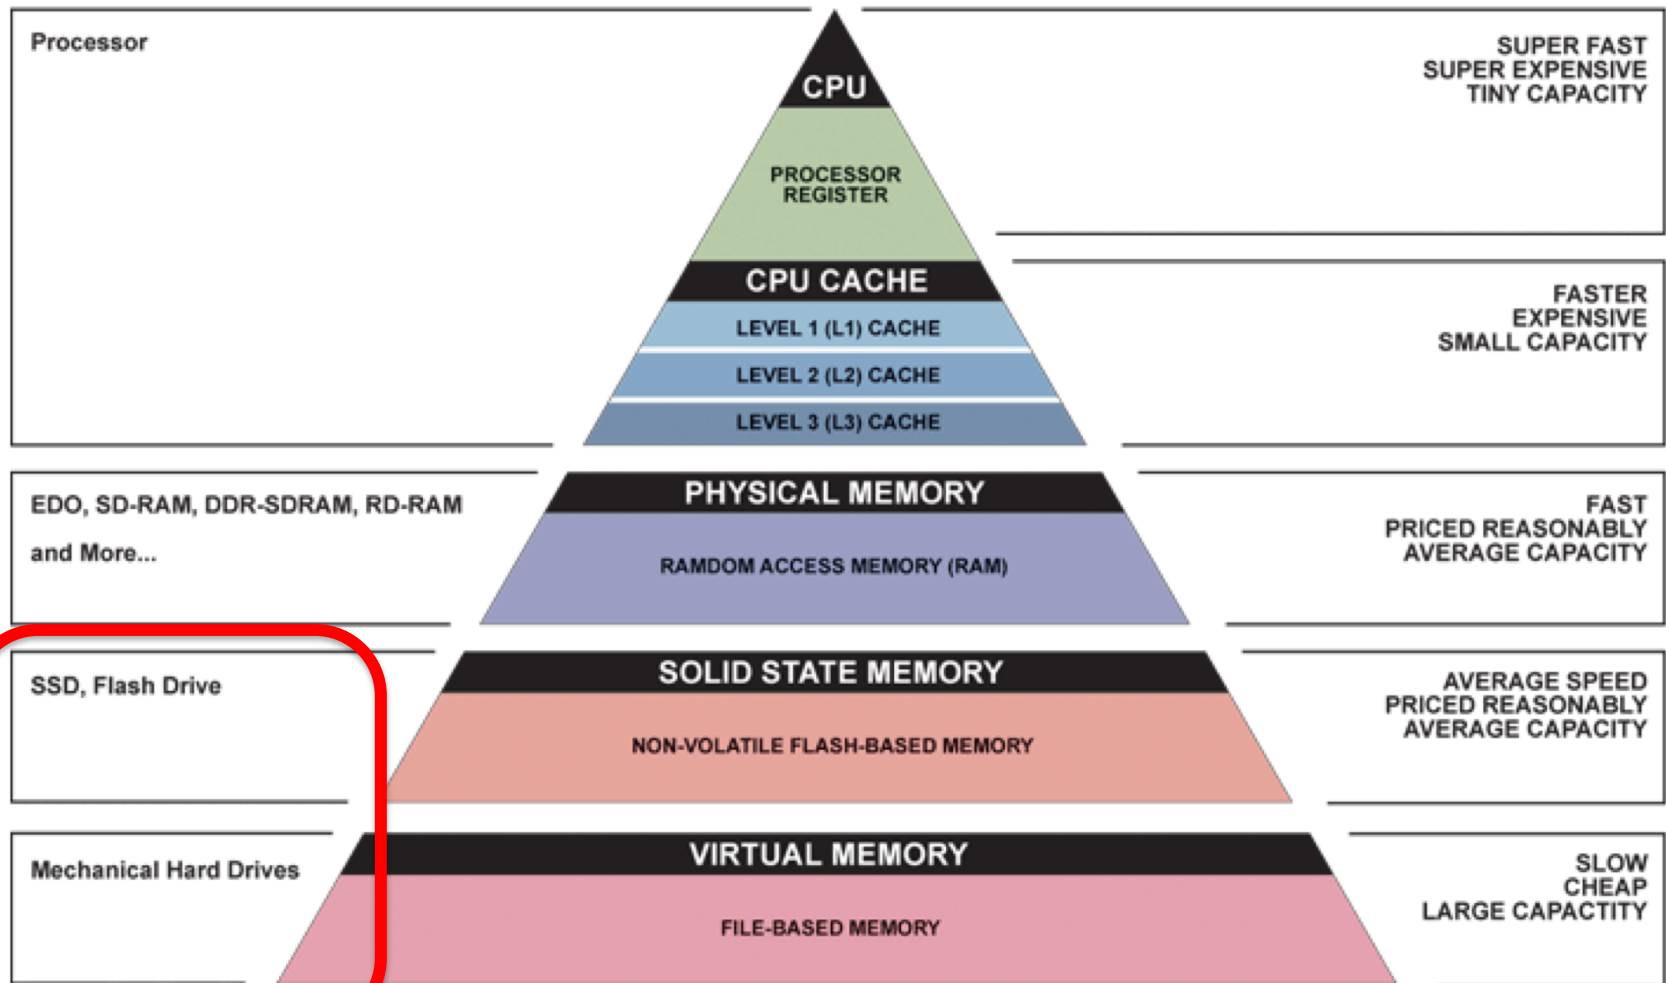 Processor
CPU
SUPER FAST
SUPER EXPENSIVE
TINY CAPACITY
PROCESSOR
REGISTER
CPU CACHE
LEVEL 1 (L1) CACHE
LEVEL 2 (L2) CACHE
LEVEL 3 (L3) CACHE
FASTER
EXPENSIVE
SMALL CAPACITY
EDO, SD-RAM, DDR-SDRAM, RD-RAM
and More...
PHYSICAL MEMORY
RAMDOM ACCESS MEMORY (RAM)
FAST
PRICED REASONABLY
AVERAGE CAPACITY
SSD, Flash Drive
SOLID STATE MEMORY
NON-VOLATILE FLASH-BASED MEMORY
AVERAGE SPEED
PRICED REASONABLY
AVERAGE CAPACITY
Mechanical Hard Drives
VIRTUAL MEMORY
FILE-BASED MEMORY
SLOW
CHEAP
LARGE CAPACTITY